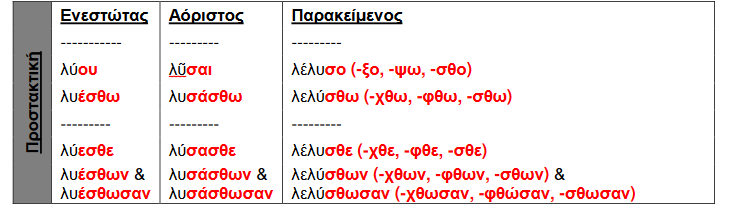 Ενεστώτας Αόριστος Παρακείμενος
Προστακτική
----------- --------- ---------
λύου λῦσαι λέλυσο (-ξο, -ψω, -σθο)
λυέσθω λυσάσθω λελύσθω (-χθω, -φθω, -σθω)
--------- --------- ---------
λύεσθε λύσασθε λέλυσθε (-χθε, -φθε, -σθε)
λυέσθων & λυσάσθων & λελύσθων (-χθων, -φθων, -σθων) &
λυέσθωσαν λυσάσθωσαν λελύσθωσαν (-χθωσαν, -φθώσαν, -σθωσαν)